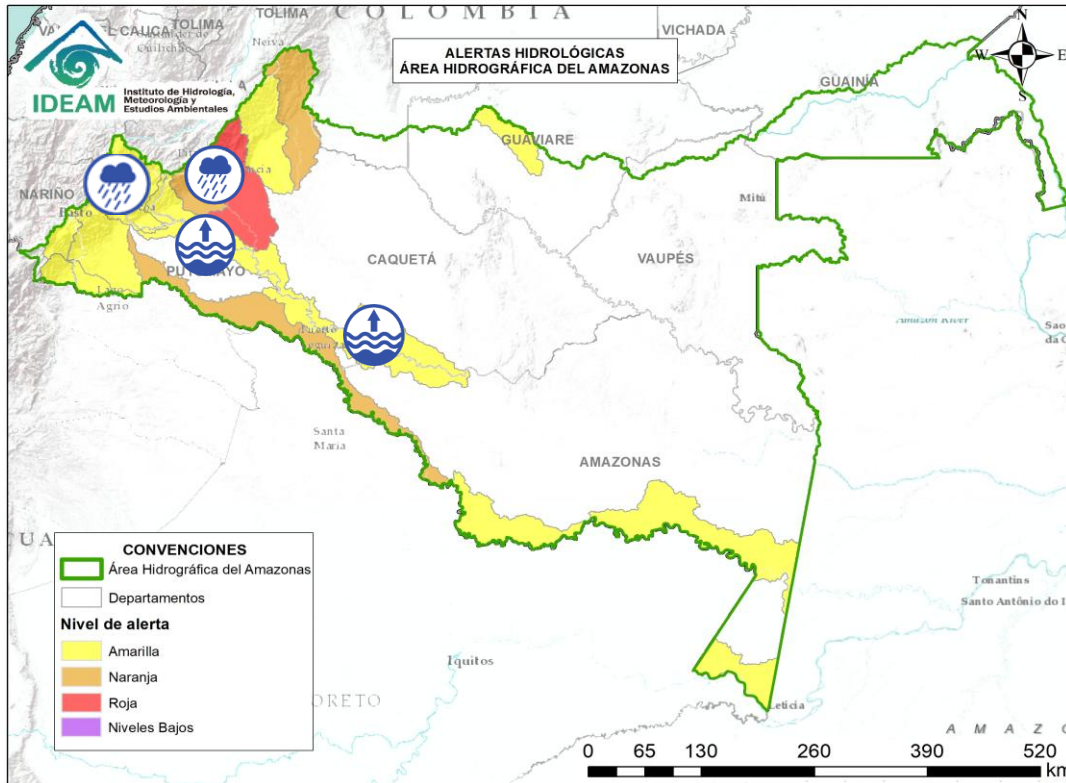 COLOMBIA
TOLIMA
TOLIMA
CAUCA
Neiva
VICHADA
N
W
E
S
ALERTAS HIDROLÓGICAS
ÁREA HIDROGRÁFICA DEL AMAZONAS
IDEAM
Instituto de Hidrología,
Meteorología y
Estudios Ambientales
GUAINÍA
GUAVIARE
NARIÑO
Mitú
CAQUETÁ
VAUPÉS
Agrio
Amazon River
Sao
da
Santa
Maria
AMAZONAS
CONVENCIONES
Área Hidrográfica del Amazonas
Departamentos
Nivel de alerta
Amarilla
Naranja
Roja
Niveles Bajos
Tonantins
Santo Antônio do I
Iquitos
ORETO
Leticia
AMAZO
0 65 130 260 390 520
km